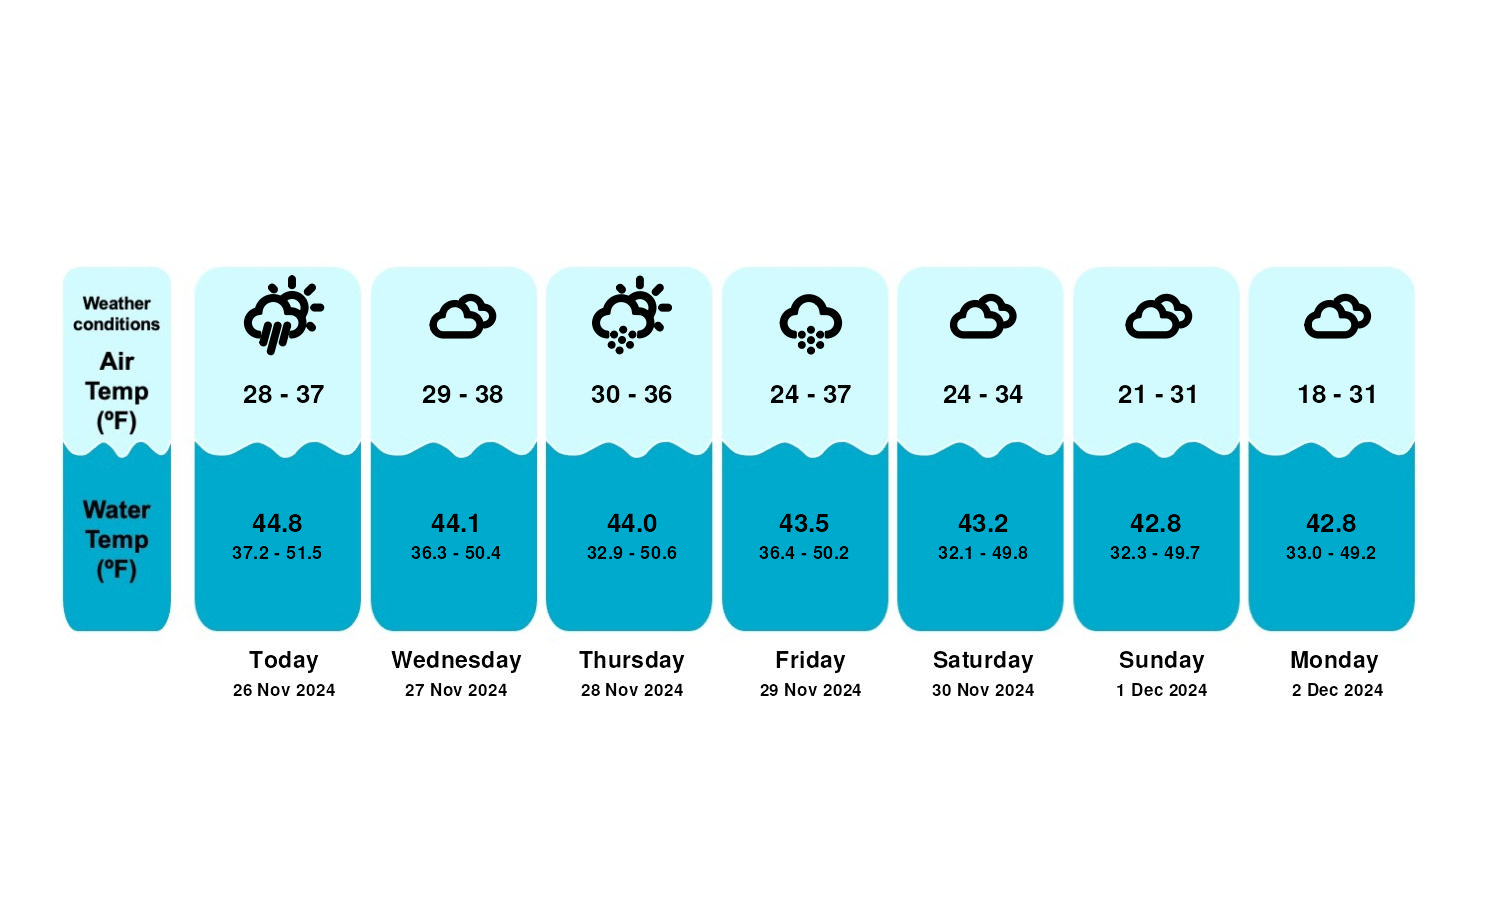 Weather
conditions
Air
Temp
(ºF)
Water
Temp
(ºF)
28 - 37
44.8
37.2 - 51.5
Today
26 Nov 2024
29 - 38
44.1
36.3 - 50.4
Wednesday
27 Nov 2024
30 - 36
44.0
32.9 - 50.6
Thursday
28 Nov 2024
24 - 37
43.5
36.4 - 50.2
Friday
29 Nov 2024
24 - 34
43.2
32.1 - 49.8
Saturday
30 Nov 2024
21 - 31
42.8
32.3 - 49.7
Sunday
1 Dec 2024
18 - 31
42.8
33.0 - 49.2
Monday
2 Dec 2024